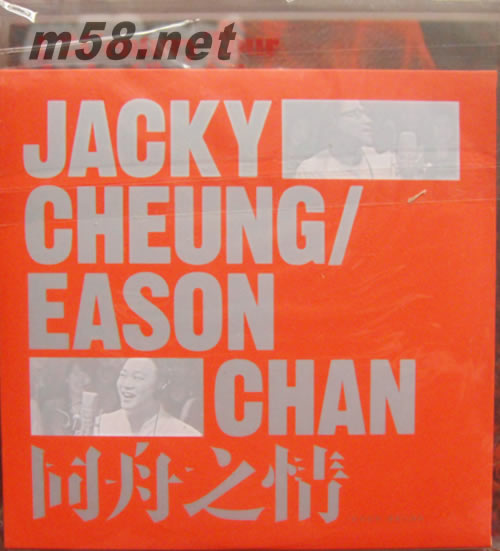 m58.net
JACKY
CHEUNG/
EASON
CHAN
同舟之情